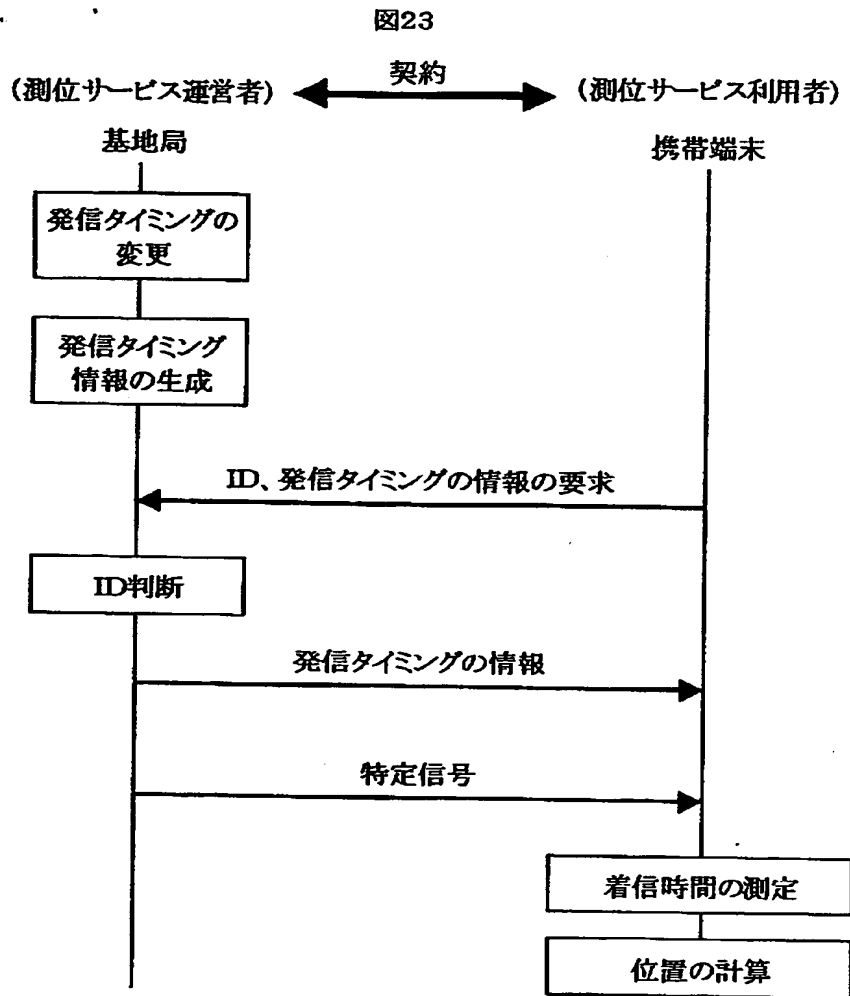 図23
契約
(測位サービス運営者)
(測位サービス利用者)
基地局
携帯端末
発信タイミングの
変更
発信タイミング
情報の生成
ID、発信タイミングの情報の要求
ID判断
発信タイミングの情報
特定信号
着信時間の測定
位置の計算